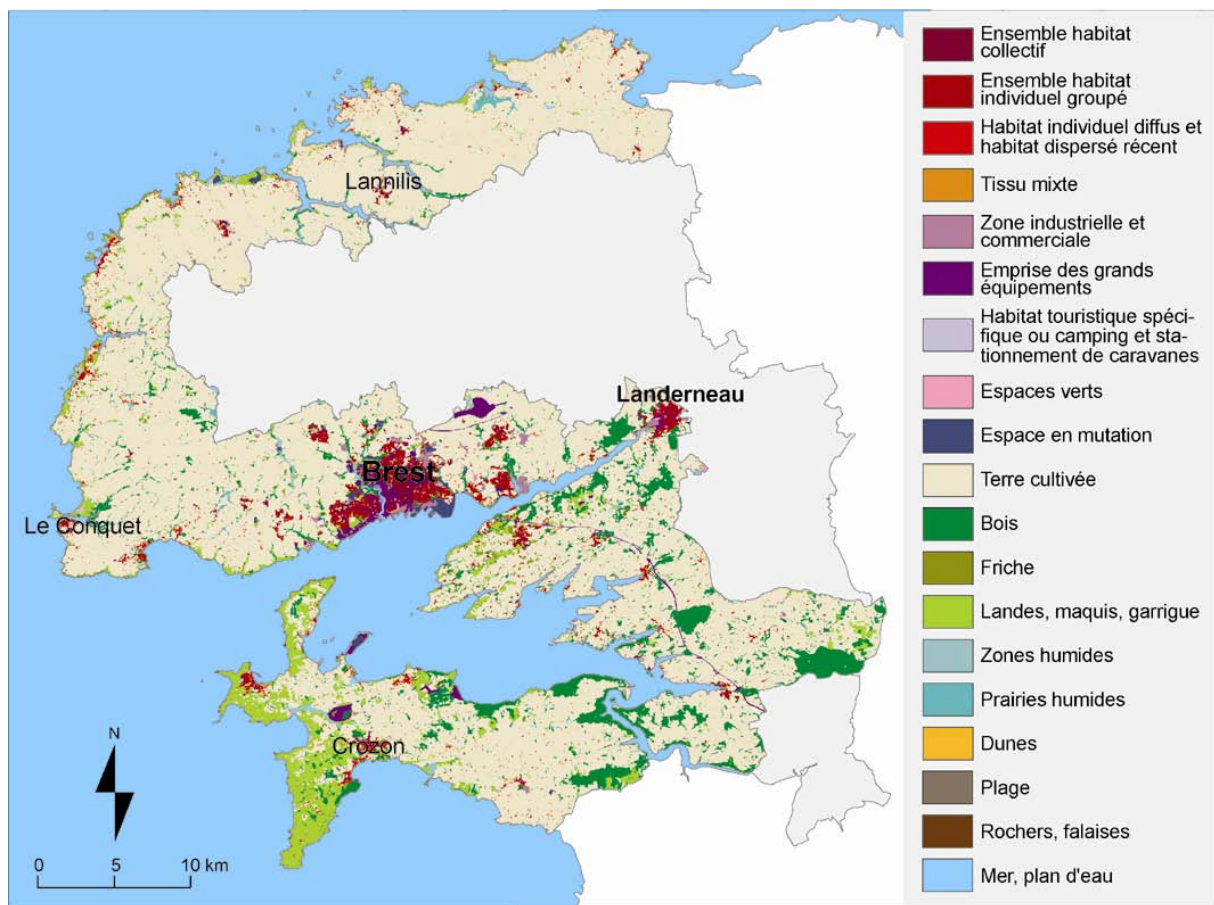 Lannilis
Landerneau
Brest
Le Conquet
Crozon
N
0 5 10 km
Ensemble habitat
collectif
Ensemble habitat
individuel groupé
Habitat individuel diffus et
habitat dispersé récent
Tissu mixte
Zone industrielle et
commerciale
Emprise des grands
équipements
Habitat touristique spéci-
fique ou camping et sta-
tionnement de caravanes
Espaces verts
Espace en mutation
Terre cultivée
Bois
Friche
Landes, maquis, garrigue
Zones humides
Prairies humides
Dunes
Plage
Rochers, falaises
Mer, plan d'eau